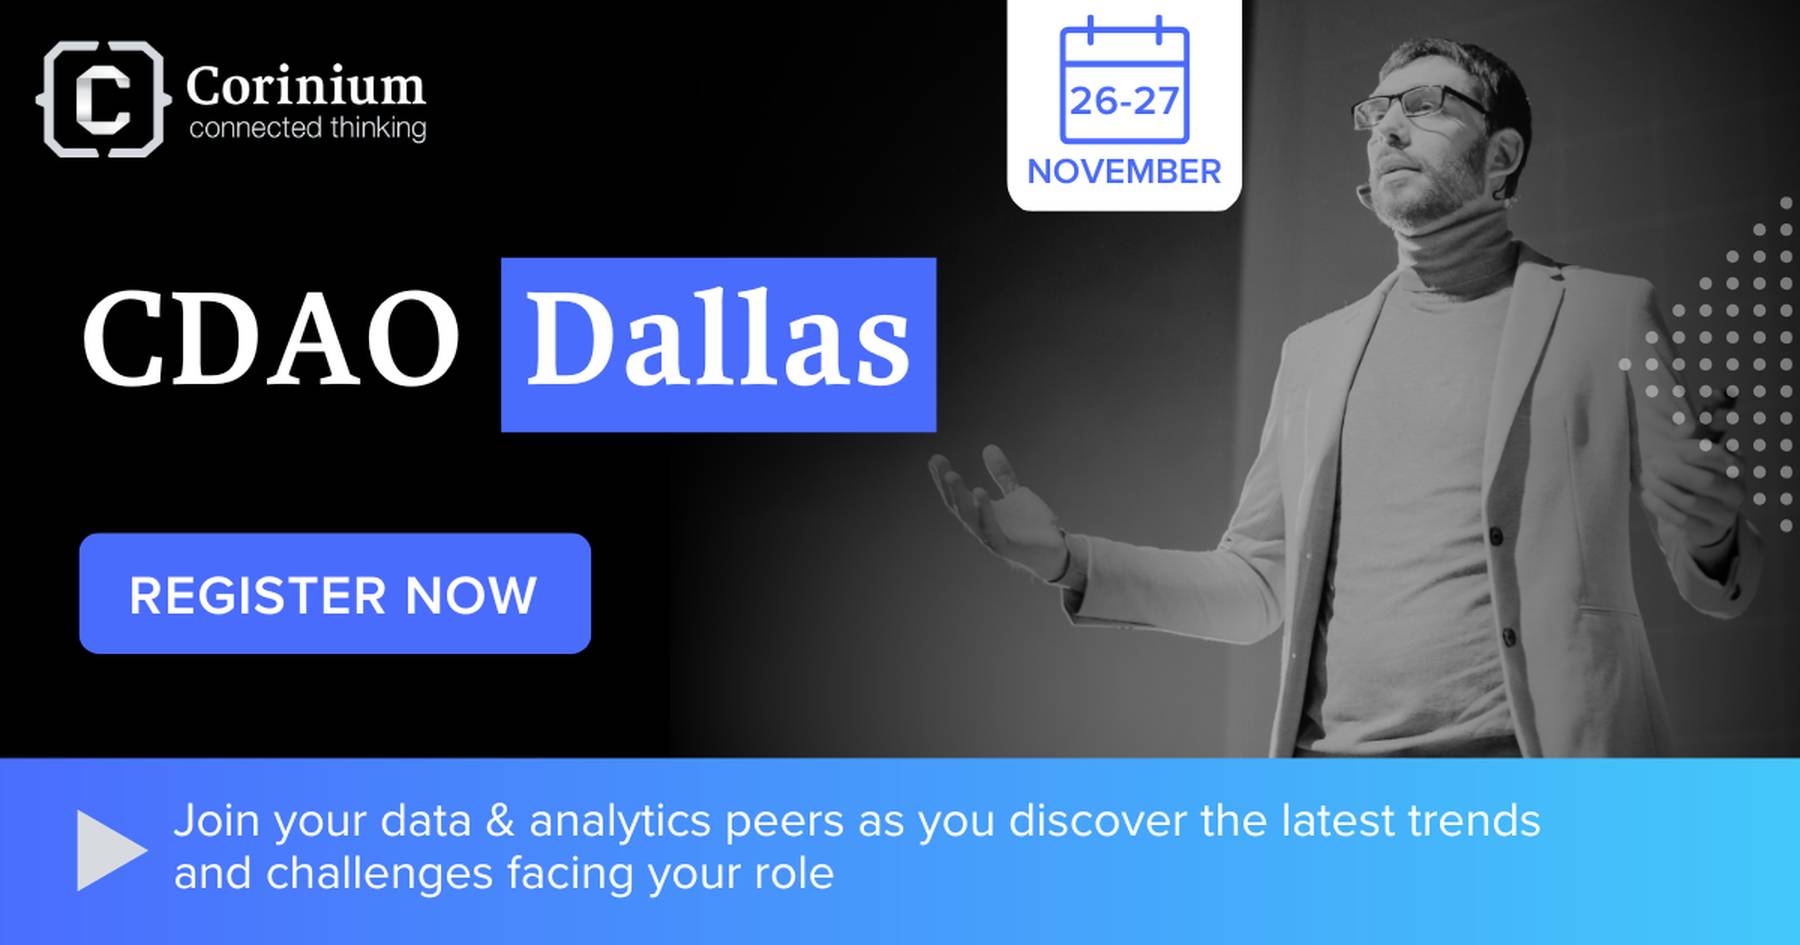 Corinium
connected thinking
26-27
NOVEMBER
CDAO Dallas
REGISTER NOW
Join your data & analytics peers as you discover the latest trends
and challenges facing your role